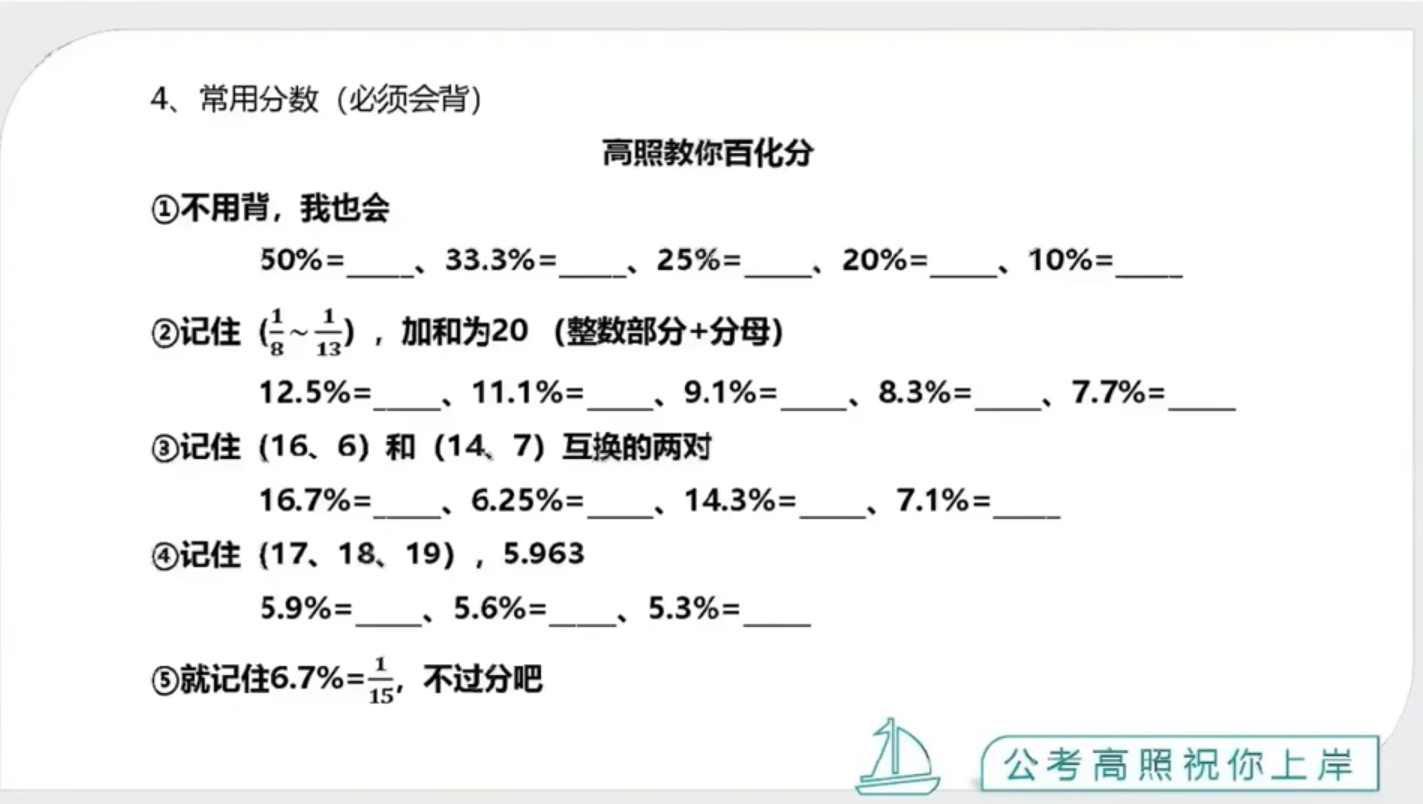 4、常用分数（必须会背）
高照教你百化分
①不用背，我也会
50%=____、33.3%=____、25%=____、20%=____、10%=____
②记住（1/8~1/13），加和为20 （整数部分+分母）
12.5%=____、11.1%=____、9.1%=____、8.3%=____、7.7%=____
③记住（16、6）和（14、7）互换的两对
16.7%=____、6.25%=____、14.3%=____、7.1%=____
④记住（17、18、19），5.963
5.9%=____、5.6%=____、5.3%=____
⑤就记住6.7%=1/15，不过分吧
公考高照祝你上岸